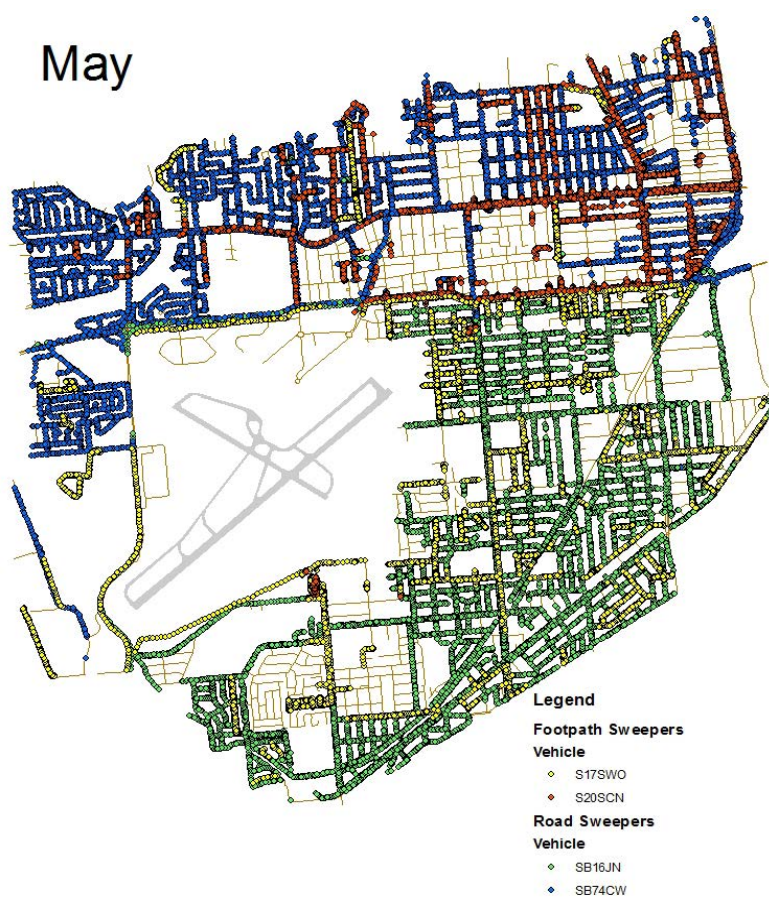 May
Legend
Footpath Sweepers
Vehicle
S17SWO
S20SCN
Road Sweepers
Vehicle
SB16JN
SB74CW